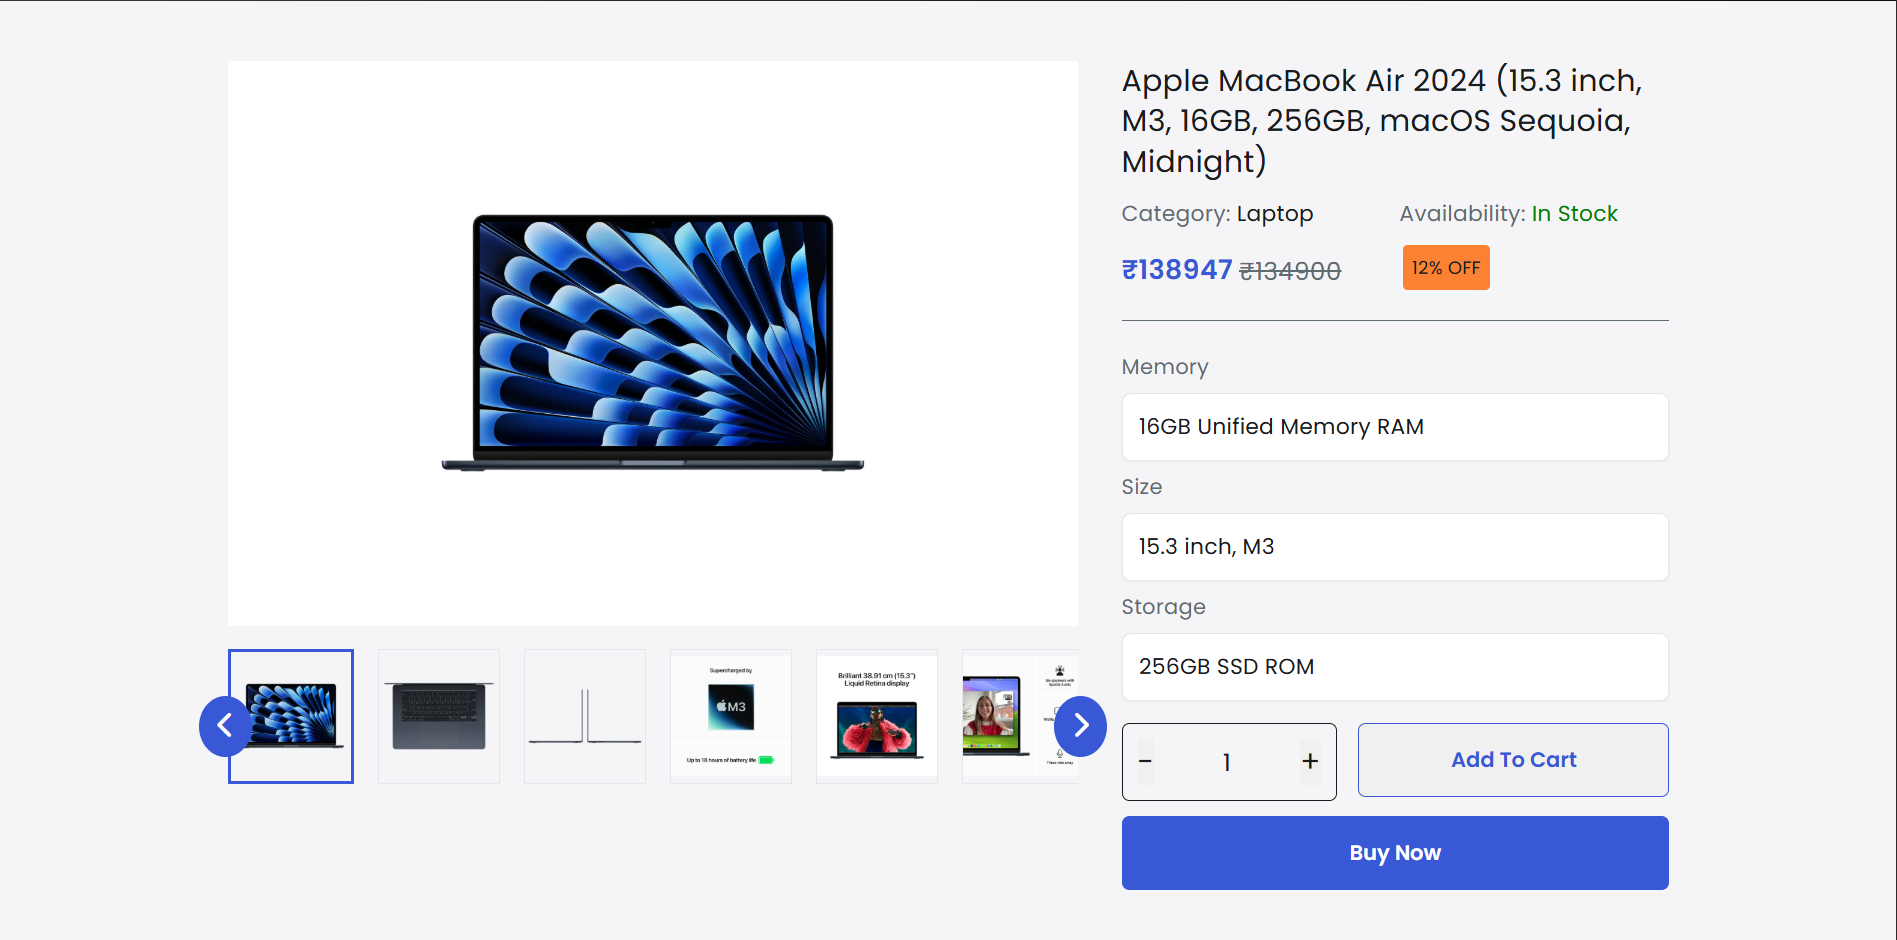 Apple MacBook Air 2024 (15.3 inch,
M3, 16GB, 256GB, macOS Sequoia,
Midnight)
Category: Laptop
Availability: In Stock
₹138947 ₹134900
12% OFF
Memory
16GB Unified Memory RAM
Size
15.3 inch, M3
Storage
256GB SSD ROM
- 1 +
Add To Cart
Buy Now
Supercharged by
M3
Up to 18 hours of battery life
Brilliant 38.91 cm (15.3")
Liquid Retina display